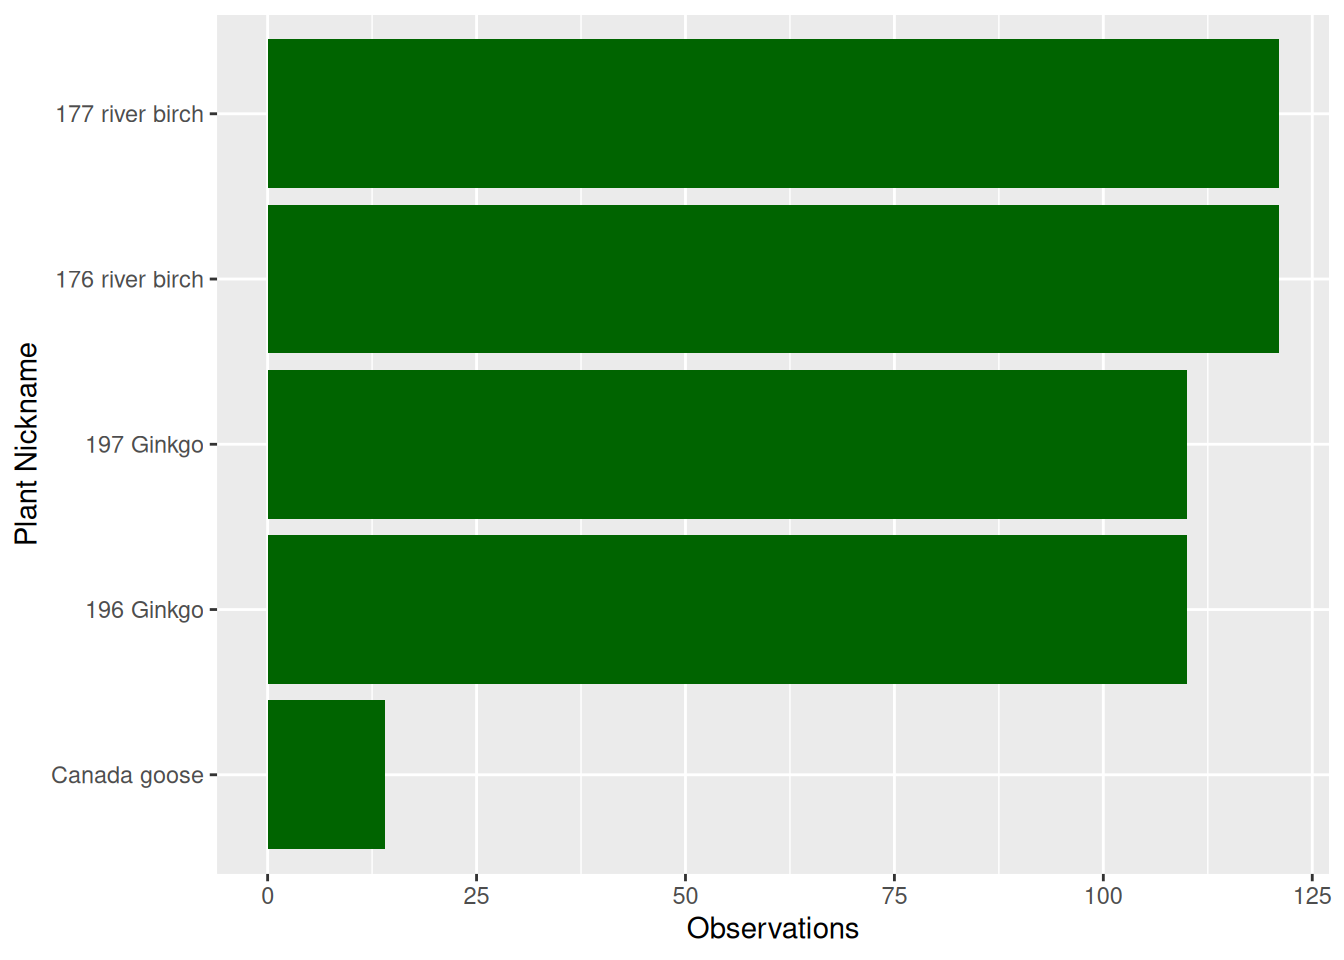 Plant Nickname
177 river birch
176 river birch
197 Ginkgo
196 Ginkgo
Canada goose
0 25 50 75 100 125
Observations